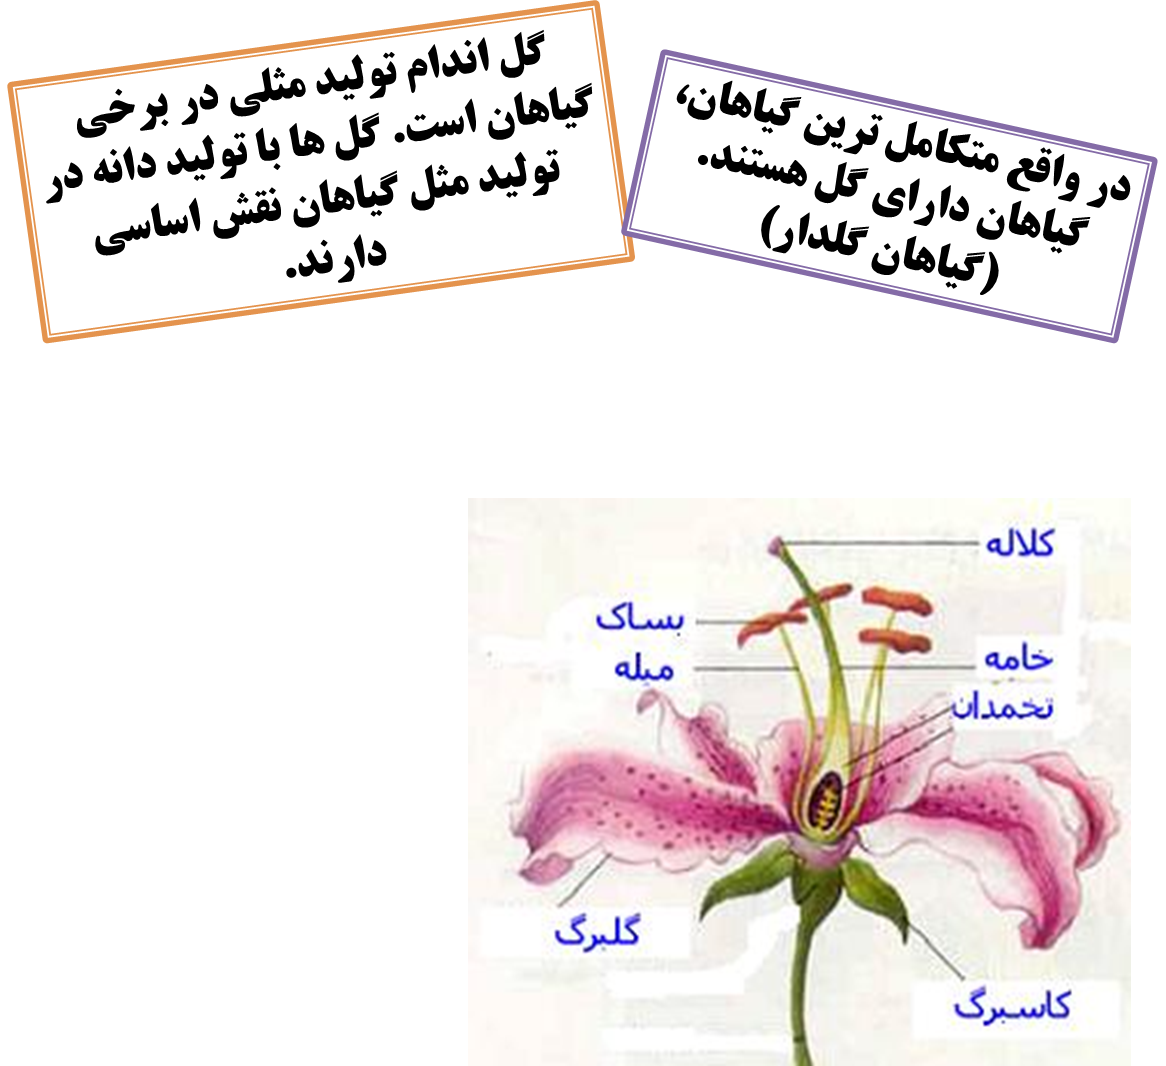 در واقع متکامل ترین گیاهان،
گیاهان دارای گل هستند.
(گیاهان گلدار)
گل اندام تولید مثلی در برخی
گیاهان است. گل ها با تولید دانه در
تولید مثل گیاهان نقش اساسی
دارند.
کلاله
بساک
خامه
میله
تخمدان
گلبرگ
کاسبرگ